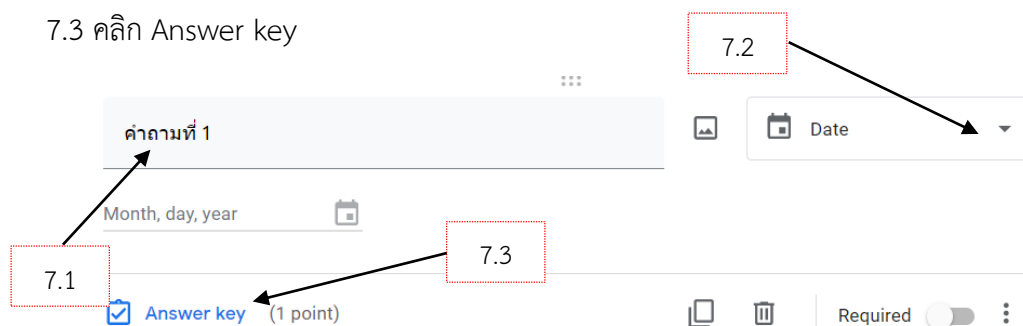 7.3 คลิก Answer key
7.2
คำถามที่ 1
Date
Month, day, year
7.1
7.3
Answer key (1 point)
Required